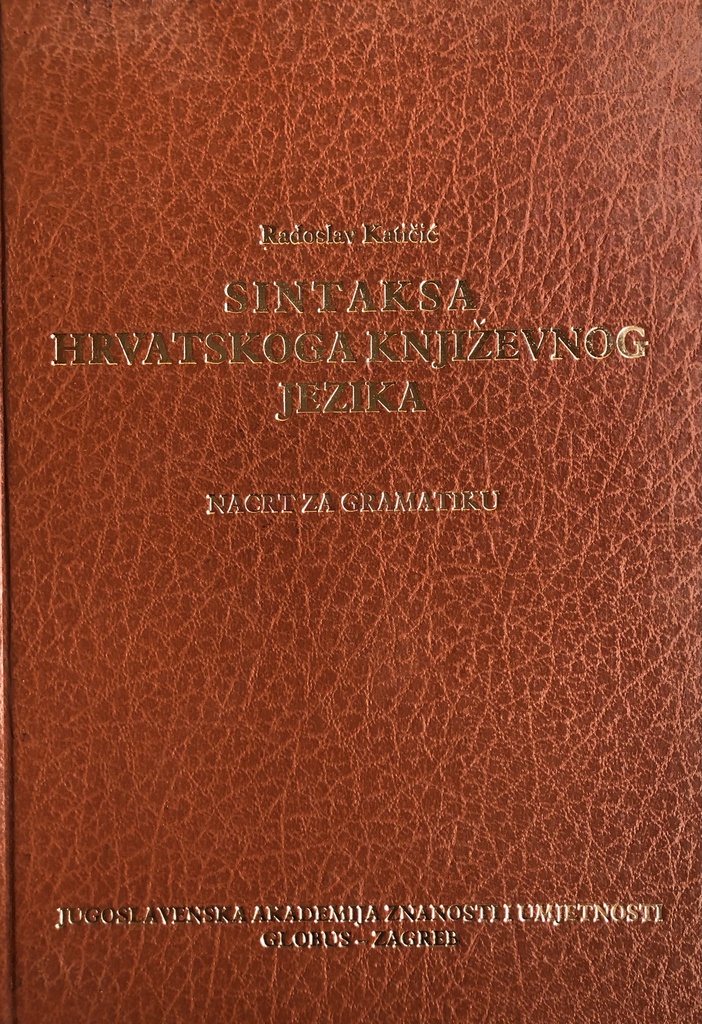 Radoslav Katičić
SINTAKSA
HRVATSKOGA KNJIŽEVNOG
JEZIKA
NACRT ZA GRAMATIKU
JUGOSLAVENSKA AKADEMIJA ZNANOSTI I UMJETNOSTI
GLOBUS – ZAGREB